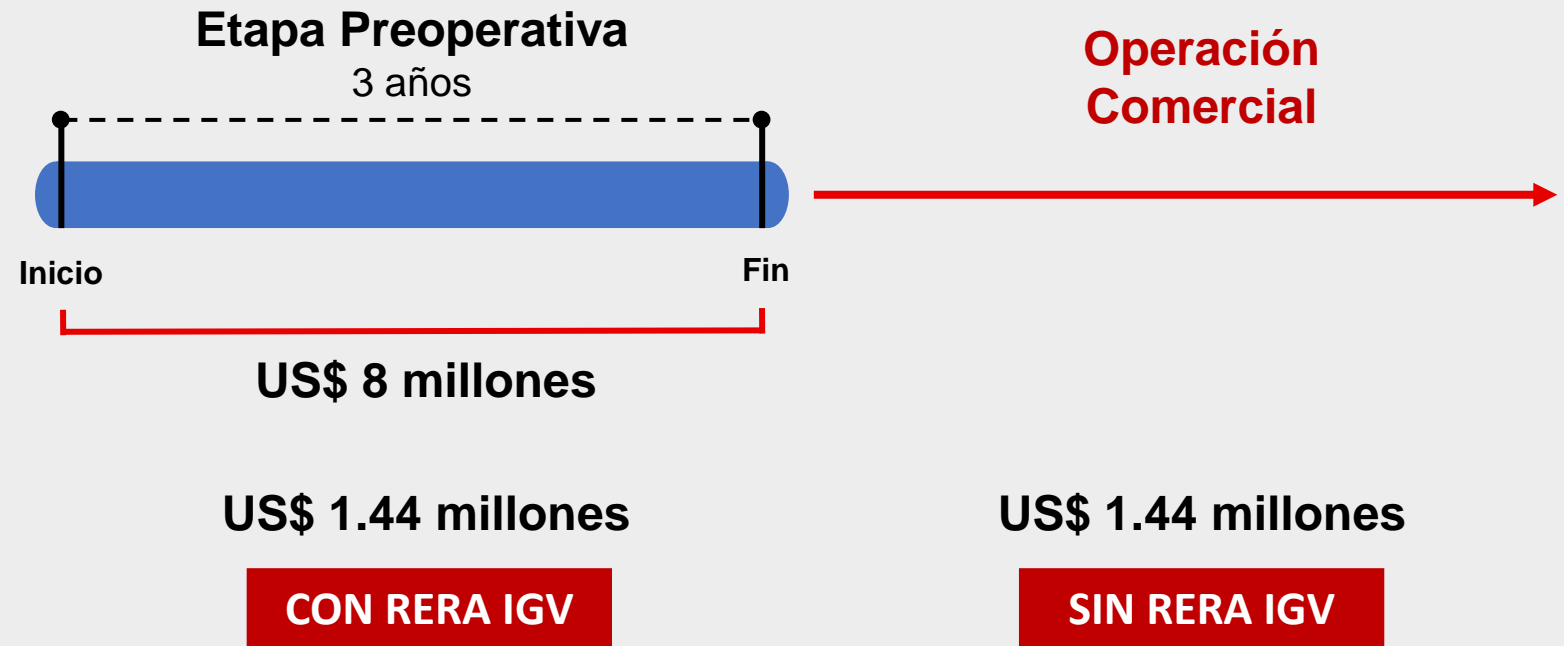 Etapa Preoperativa
3 años
Operación
Comercial
Inicio
Fin
US$ 8 millones
US$ 1.44 millones
US$ 1.44 millones
CON RERA IGV
SIN RERA IGV